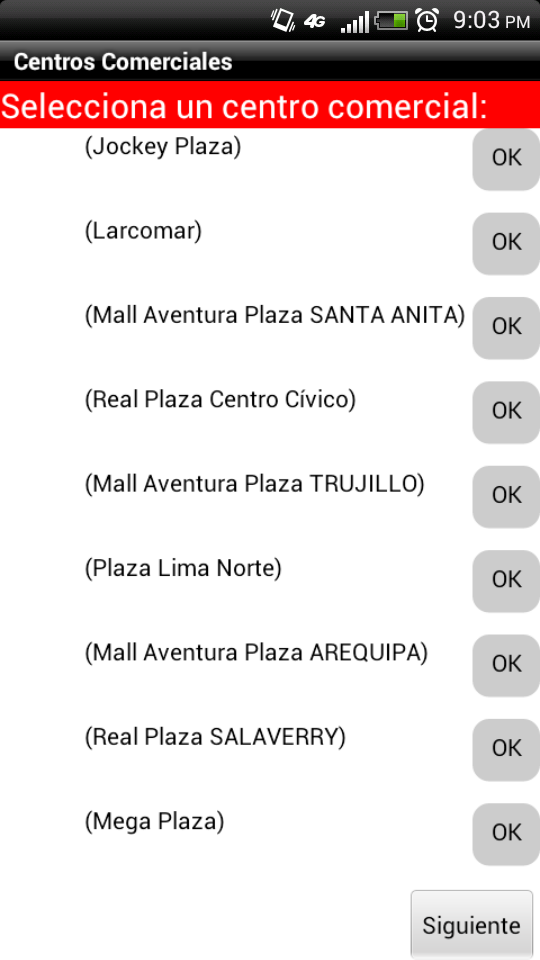 4G 9:03 PM
Centros Comerciales
Selecciona un centro comercial:
(Jockey Plaza) OK
(Larcomar) OK
(Mall Aventura Plaza SANTA ANITA) OK
(Real Plaza Centro Cívico) OK
(Mall Aventura Plaza TRUJILLO) OK
(Plaza Lima Norte) OK
(Mall Aventura Plaza AREQUIPA) OK
(Real Plaza SALAVERRY) OK
(Mega Plaza) OK
Siguiente